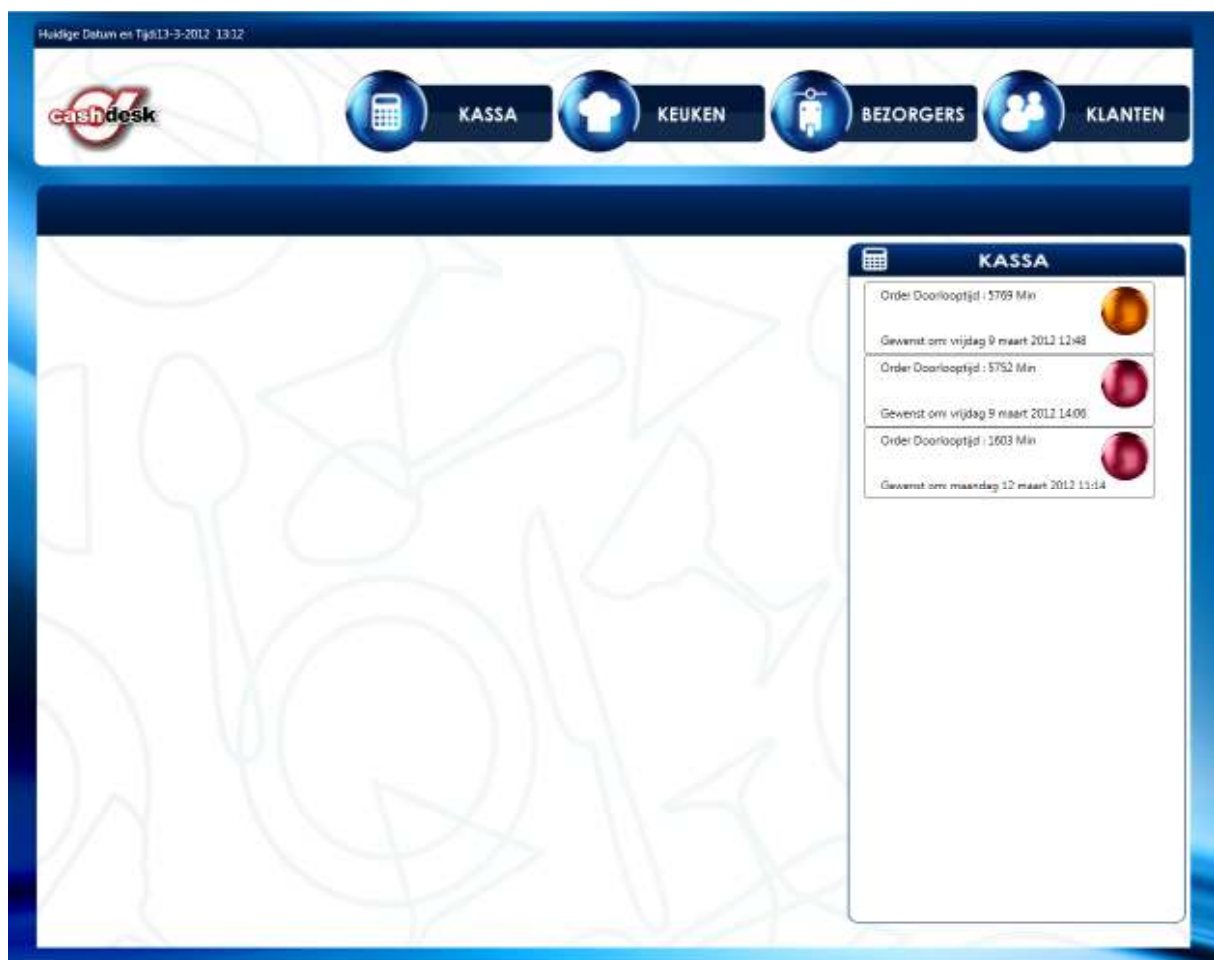 Huidige Datum en Tijd:13-3-2012 13:12
cashdesk
KASSA
KEUKEN
BEZORGERS
KLANTEN
KASSA
Order Doorlooptijd : 5769 Min
Gewenst om: vrijdag 9 maart 2012 12:48
Order Doorlooptijd : 5752 Min
Gewenst om: vrijdag 9 maart 2012 14:06
Order Doorlooptijd : 1603 Min
Gewenst om: maandag 12 maart 2012 11:14